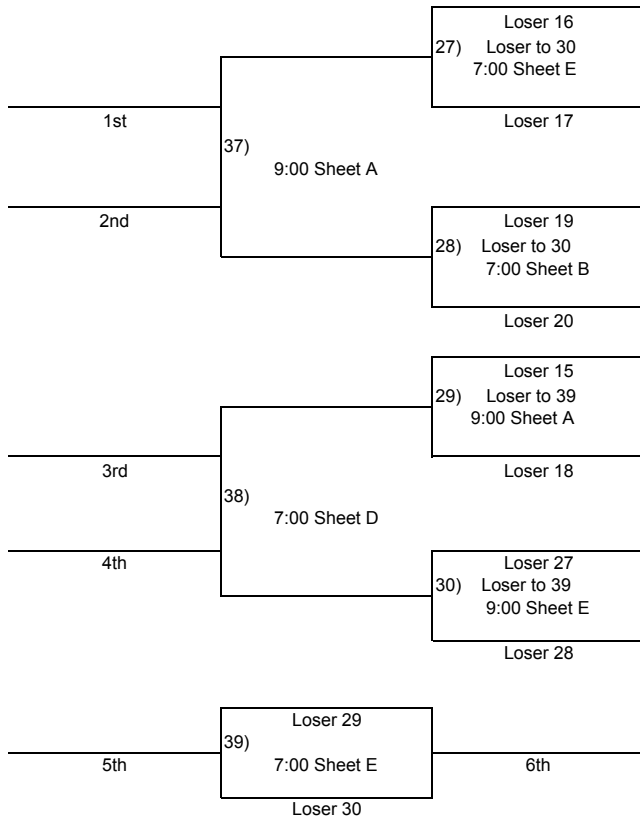 Loser 16
27) Loser to 30
7:00 Sheet E
1st
Loser 17
37)
9:00 Sheet A
2nd
Loser 19
28) Loser to 30
7:00 Sheet B
Loser 20
Loser 15
29) Loser to 39
9:00 Sheet A
3rd
Loser 18
38)
7:00 Sheet D
4th
Loser 27
30) Loser to 39
9:00 Sheet E
Loser 28
Loser 29
39)
5th
7:00 Sheet E
6th
Loser 30